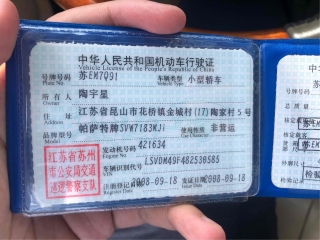 中华人民共和国机动车行驶证
Vehicle License of the People's Republic of China
号牌号码 苏EM7Q91 车辆类型 小型轿车
Plate No. Vehicle Type
所有人 陶宇星
Owner
住址 江苏省昆山市花桥镇金城村(17)陶家村5号
Address
品牌型号 帕萨特牌SVW7183MJi 使用性质 非营运
Model Use Character
发动机号码 421634
Engine No.
车辆识别代号 LSVDM49F482530585
VIN
注册登记日期 2008-09-18 发证日期 2008-09-18
江苏省苏州
市公安局交通
巡逻警察支队